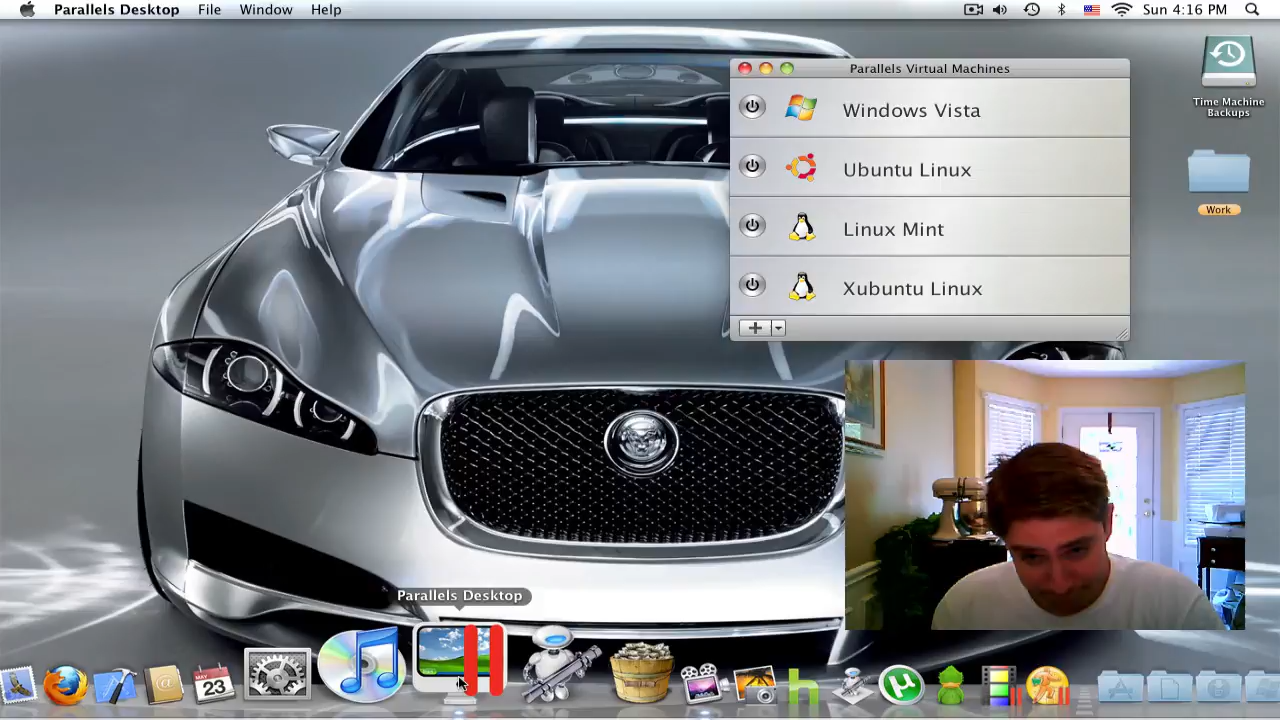 Parallels Desktop File Window Help Sun 4:16 PM
Parallels Virtual Machines
Windows Vista
Ubuntu Linux
Linux Mint
Xubuntu Linux
Time Machine
Backups
Work
Parallels Desktop
MAY
23